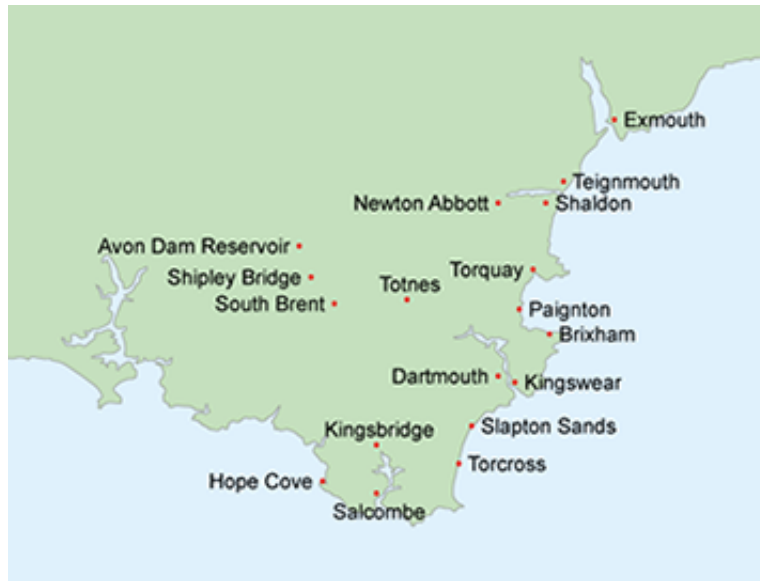 Exmouth
Teignmouth
Newton Abbott
Shaldon
Avon Dam Reservoir
Torquay
Shipley Bridge
Totnes
South Brent
Paignton
Brixham
Dartmouth
Kingswear
Slapton Sands
Kingsbridge
Torcross
Hope Cove
Salcombe